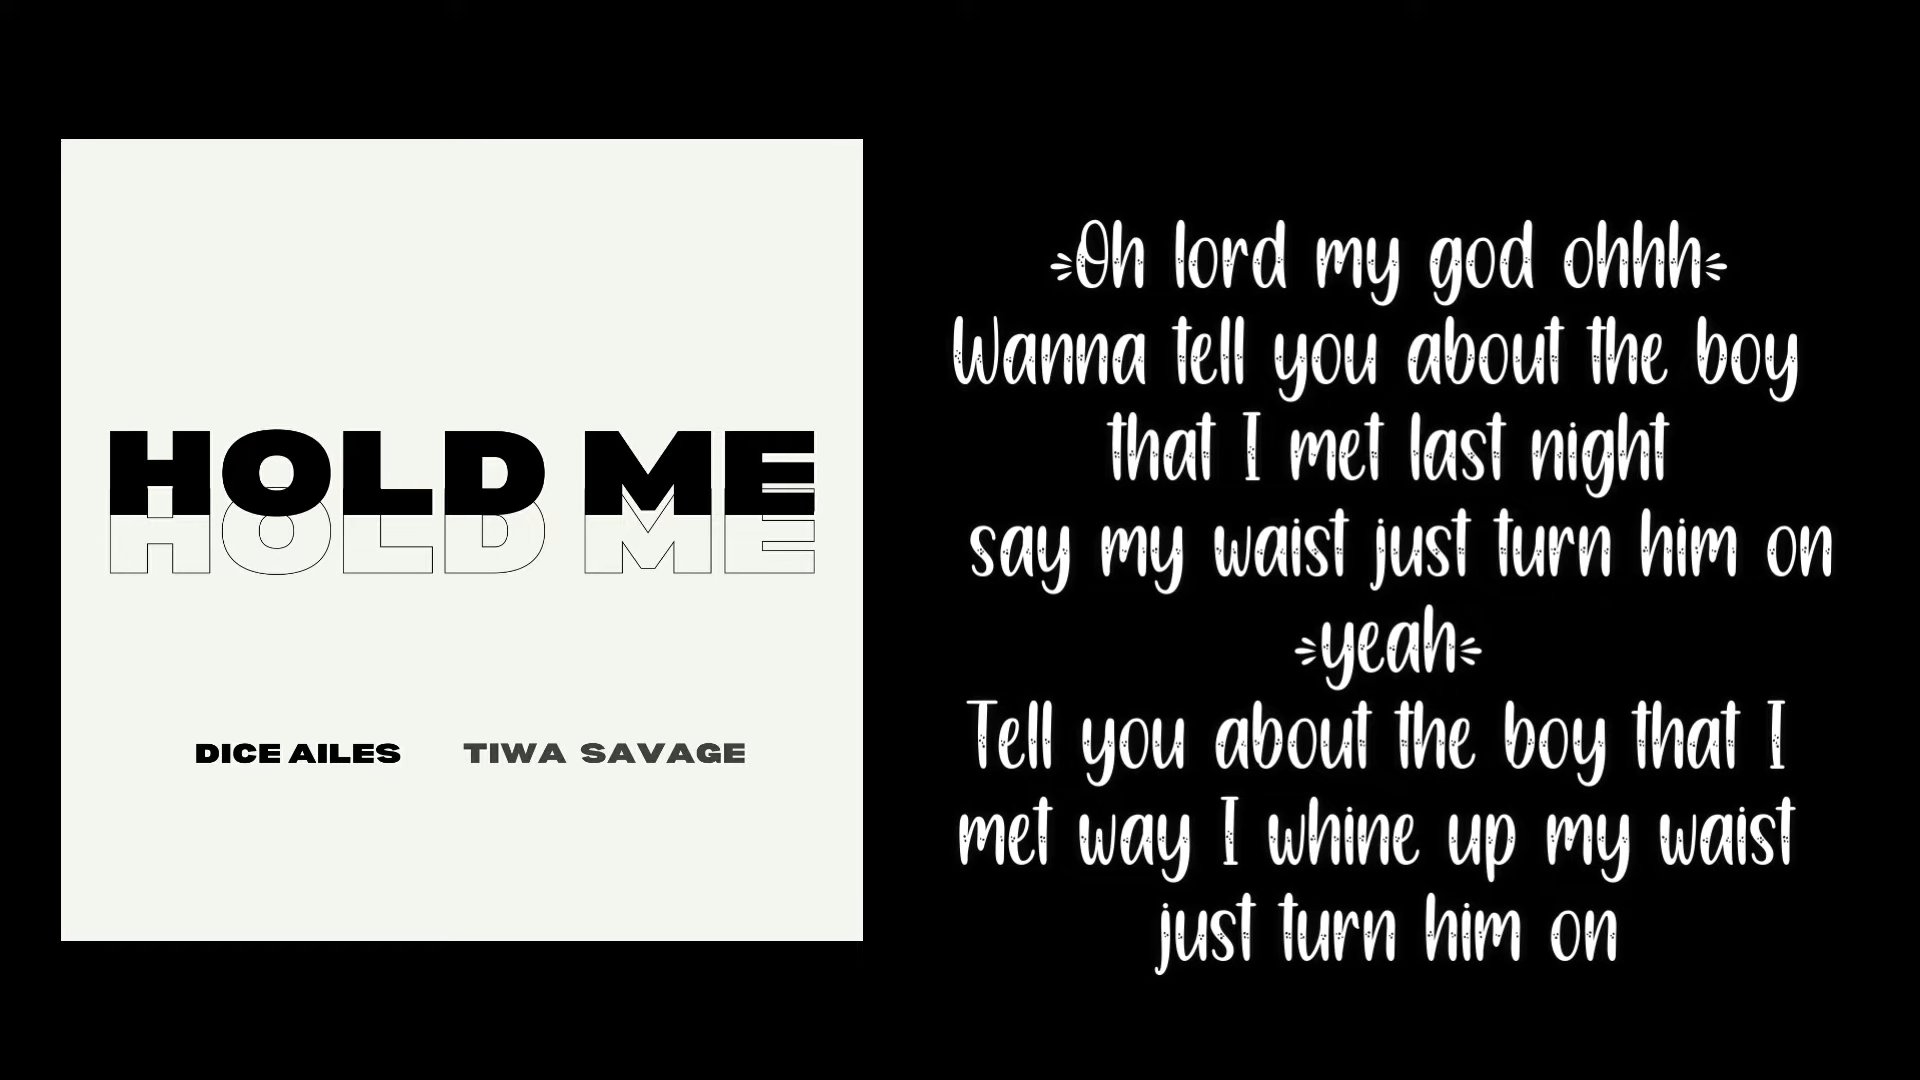 HOLD ME
HOLD ME
DICE AILES TIWA SAVAGE
Oh lord my god ohhh
Wanna tell you about the boy
that I met last night
say my waist just turn him on
yeah
Tell you about the boy that I
met way I whine up my waist
just turn him on